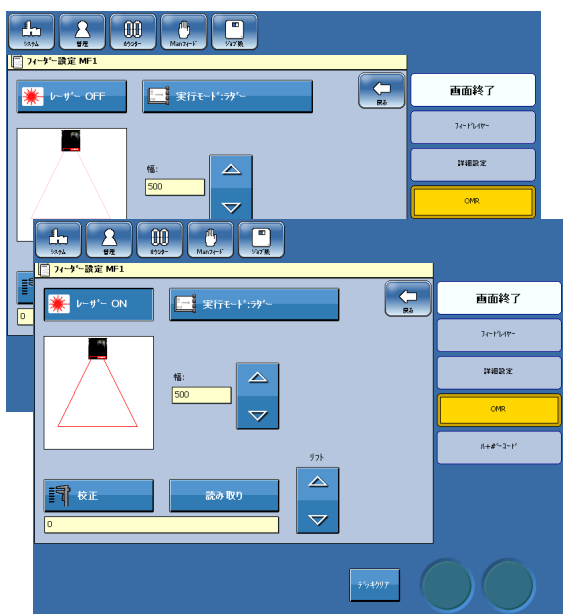 システム
管理
カウンター
Manフィード
ジョブ帳
フィーダー設定 MF1
レーザー OFF
実行モード:ラダー
戻る
画面終了
フィードレイヤー
詳細設定
OMR
幅:
500
0
システム
管理
カウンター
Manフィード
ジョブ帳
フィーダー設定 MF1
レーザー ON
実行モード:ラダー
戻る
画面終了
フィードレイヤー
詳細設定
OMR
バーコード
幅:
500
リフト
校正
読み取り
0
デッキクリア